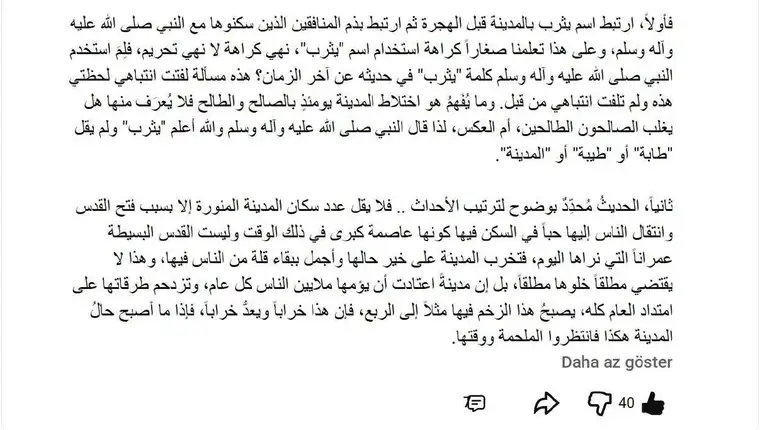 فأولاً، ارتبط اسم يثرب بالمدينة قبل الهجرة ثم ارتبط بذم المنافقين الذين سكنوها مع النبي صلى الله عليه
وآله وسلم، وعلى هذا تعلمنا صغاراً كراهة استخدام اسم "يثرب"، نهي كراهة لا نهي تحريم، فلِمَ استخدم
النبي صلى الله عليه وآله وسلم كلمة "يثرب" في حديثه عن آخر الزمان؟ هذه مسألة لفتت انتباهي لحظتي
هذه ولم تلفت انتباهي من قبل. وما يُفهمُ هو اختلاط المدينة يومئذٍ بالصالح والطالح فلا يُعرَف منها هل
يغلب الصالحون الطالحين، أم العكس، لذا قال النبي صلى الله عليه وآله وسلم والله أعلم "يثرب" ولم يقل
"طابة" أو "طيبة" أو "المدينة".
ثانياً، الحديثُ مُحدِّدٌ بوضوح لترتيب الأحداث .. فلا يقل عدد سكان المدينة المنورة إلا بسبب فتح القدس
وانتقال الناس إليها حباً في السكن فيها كونها عاصمة كبرى في ذلك الوقت وليست القدس البسيطة
عمراناً التي نراها اليوم، فتخرب المدينة على خير حالها وأجمل ببقاء قلة من الناس فيها، وهذا لا
يقتضي مطلقاً خلوها مطلقاً، بل إن مدينةً اعتادت أن يؤمها ملايين الناس كل عام، وتزدحم طرقاتها على
امتداد العام كله، يصبحُ هذا الزخم فيها مثلاً إلى الربع، فإن هذا خراباً ويعدُّ خراباً، فإذا ما أصبح حالُ
المدينة هكذا فانتظروا الملحمة ووقتها.
Daha az göster
40
7